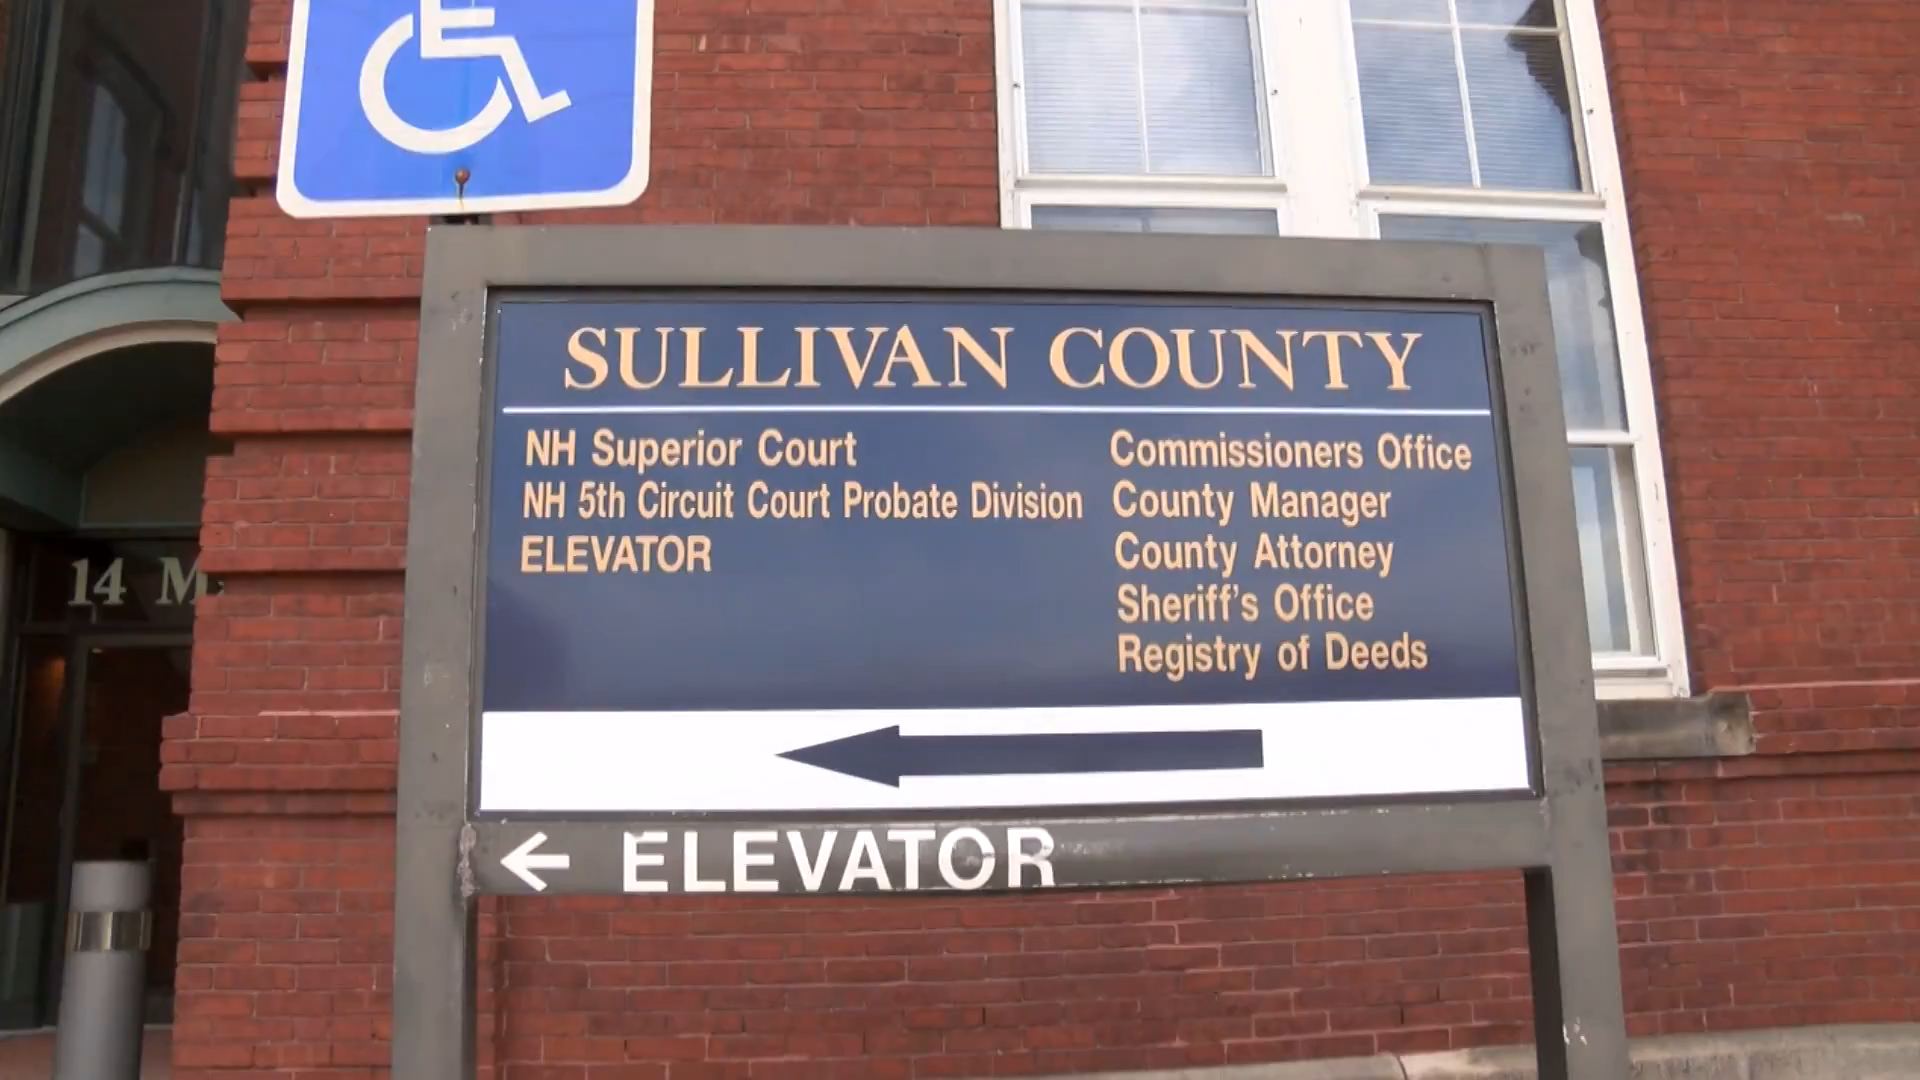 SULLIVAN COUNTY
NH Superior Court
NH 5th Circuit Court Probate Division
ELEVATOR
Commissioners Office
County Manager
County Attorney
Sheriff's Office
Registry of Deeds
← ELEVATOR
14 M